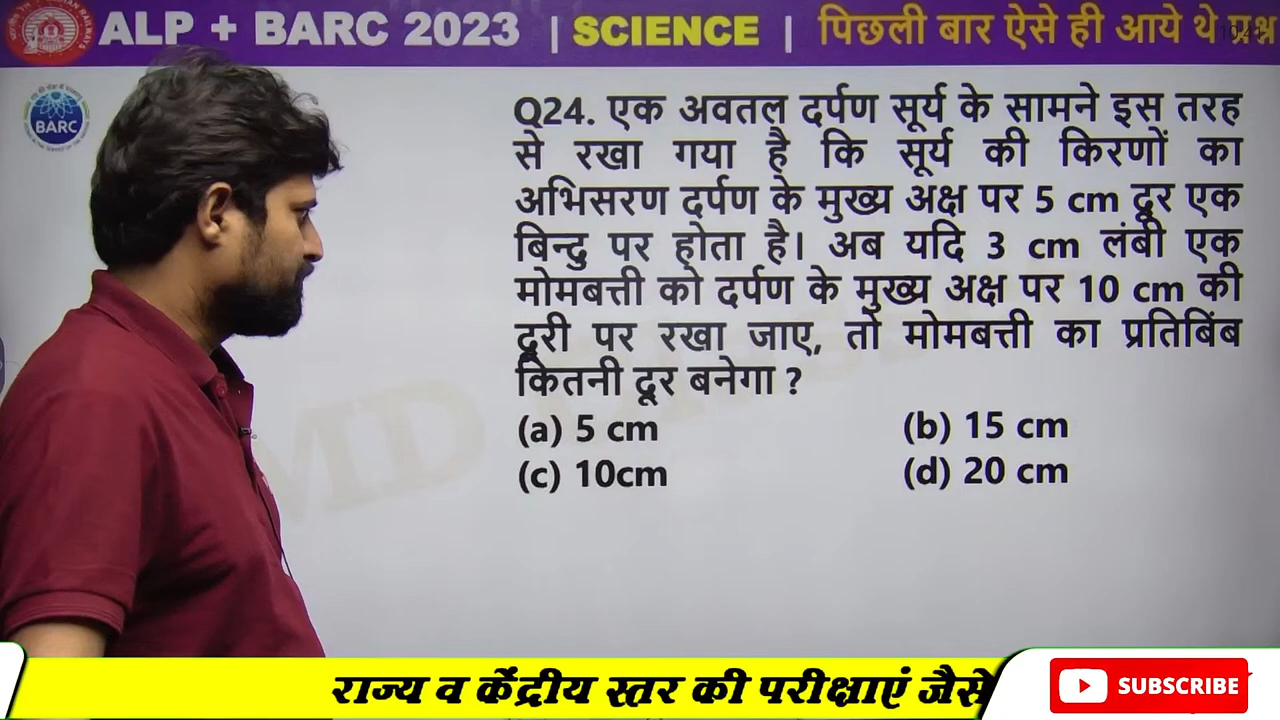 ALP + BARC 2023 | SCIENCE | पिछली बार ऐसे ही आये थे प्रश्न
BARC
Q24. एक अवतल दर्पण सूर्य के सामने इस तरह
से रखा गया है कि सूर्य की किरणों का
अभिसरण दर्पण के मुख्य अक्ष पर 5 cm दूर एक
बिन्दु पर होता है। अब यदि 3 cm लंबी एक
मोमबत्ती को दर्पण के मुख्य अक्ष पर 10 cm की
दूरी पर रखा जाए, तो मोमबत्ती का प्रतिबिंब
कितनी दूर बनेगा ?
(a) 5 cm (b) 15 cm
(c) 10cm (d) 20 cm
राज्य व केंद्रीय स्तर की परीक्षाएं जैसे
SUBSCRIBE